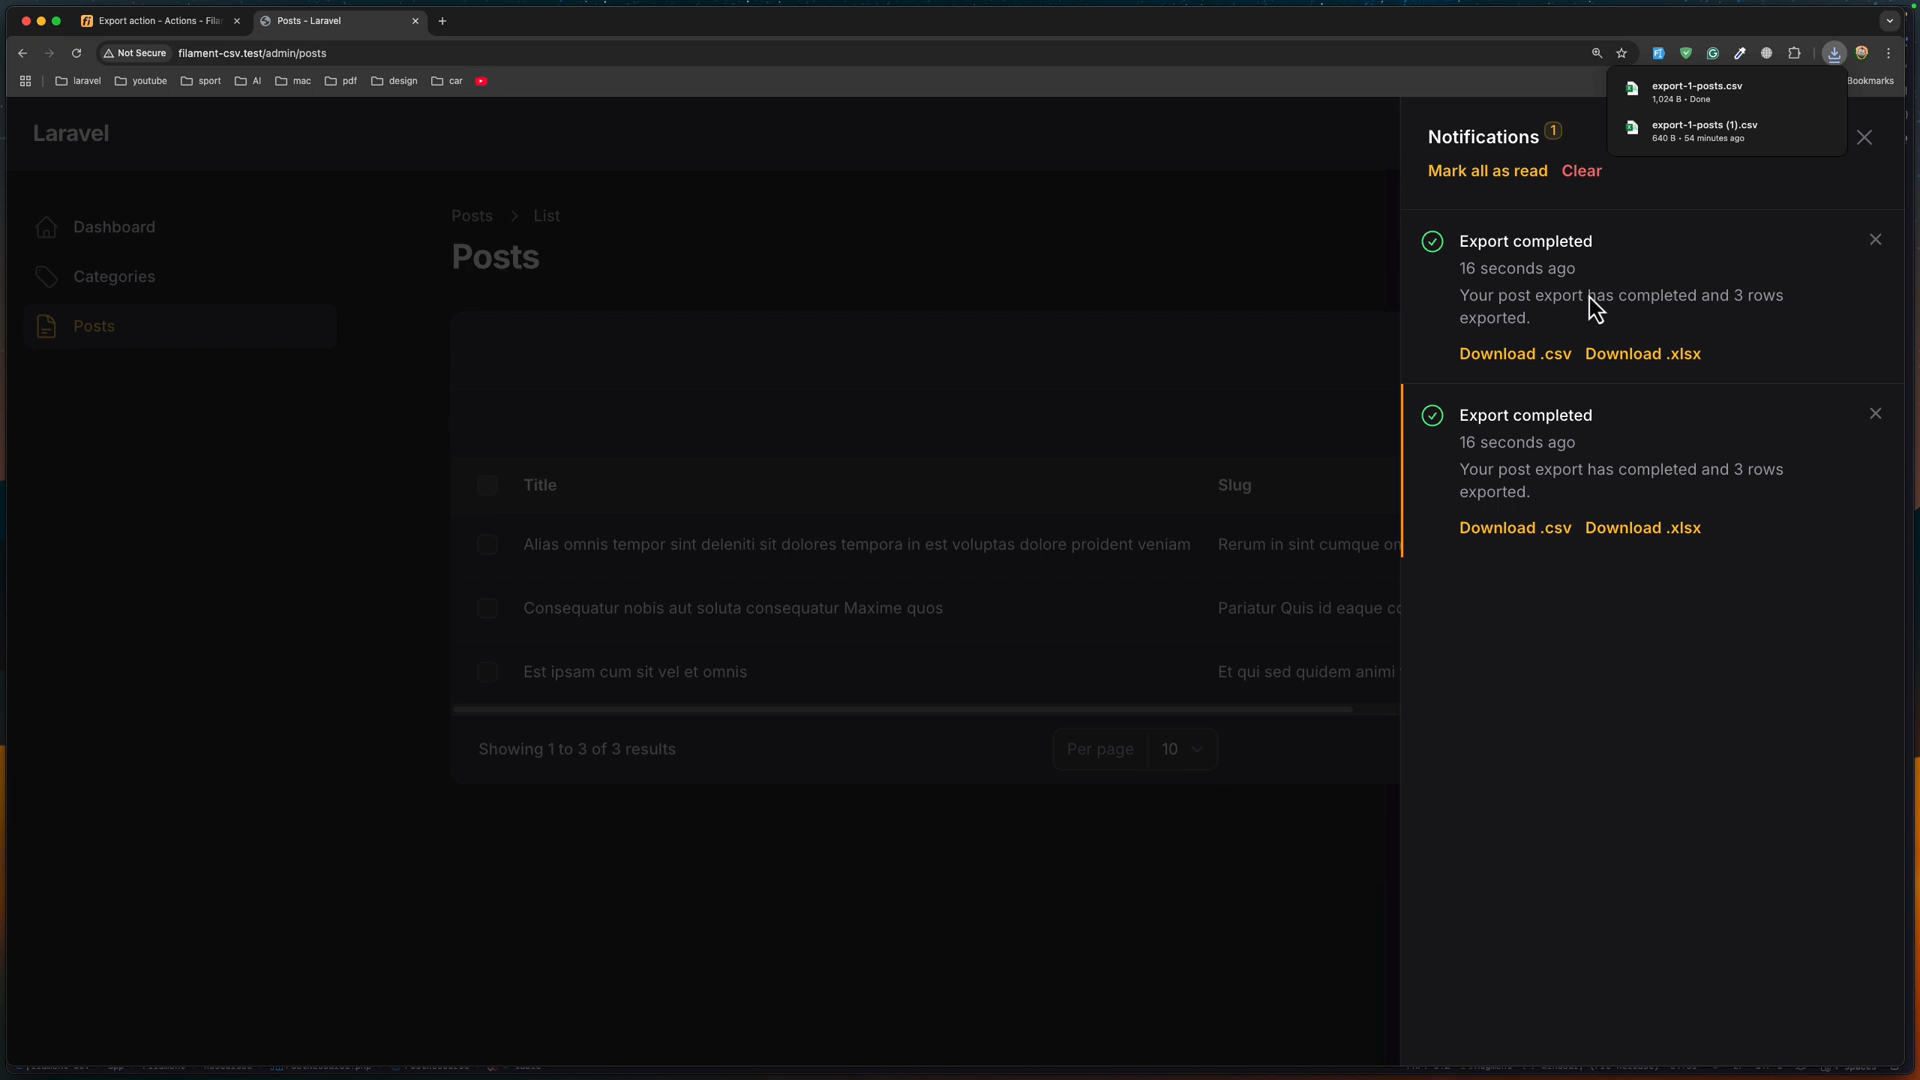 Export action - Actions - Fila
Posts - Laravel
Not Secure
filament-csv.test/admin/posts
laravel
youtube
sport
AI
mac
pdf
design
car
Bookmarks
export-1-posts.csv
1,024 B • Done
export-1-posts (1).csv
640 B • 54 minutes ago
Laravel
Dashboard
Categories
Posts
Posts > List
Posts
Title
Slug
Alias omnis tempor sint deleniti sit dolores tempora in est voluptas dolore proident veniam
Rerum in sint cumque on
Consequatur nobis aut soluta consequatur Maxime quos
Pariatur Quis id eaque co
Est ipsam cum sit vel et omnis
Et qui sed quidem animi
Showing 1 to 3 of 3 results
Per page
10
Notifications
1
Mark all as read
Clear
Export completed
16 seconds ago
Your post export has completed and 3 rows
exported.
Download .csv
Download .xlsx
Export completed
16 seconds ago
Your post export has completed and 3 rows
exported.
Download .csv
Download .xlsx